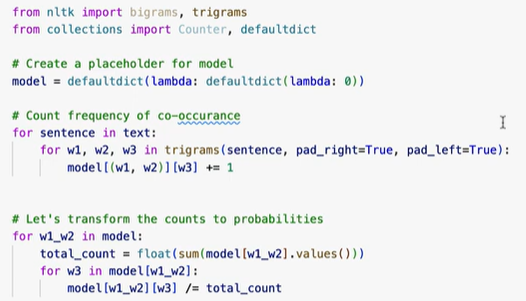 from nltk import bigrams, trigrams
from collections import Counter, defaultdict
# Create a placeholder for model
model = defaultdict(lambda: defaultdict(lambda: 0))
# Count frequency of co-occurance
for sentence in text:
    for w1, w2, w3 in trigrams(sentence, pad_right=True, pad_left=True):
        model[(w1, w2)][w3] += 1
# Let's transform the counts to probabilities
for w1_w2 in model:
    total_count = float(sum(model[w1_w2].values()))
    for w3 in model[w1_w2]:
        model[w1_w2][w3] /= total_count